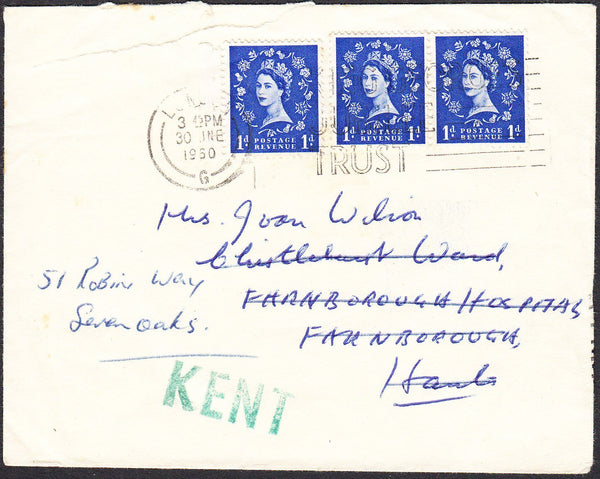 3 PM
30 JNE
1960
G
TRUST
1d POSTAGE REVENUE 1d
1d POSTAGE REVENUE 1d
1d POSTAGE REVENUE 1d
Mrs. Joan Wilson
Chislehurst Ward,
FARNBOROUGH HOSPITAL,
FARNBOROUGH,
Hants
51 Robins Way
Sevenoaks.
KENT